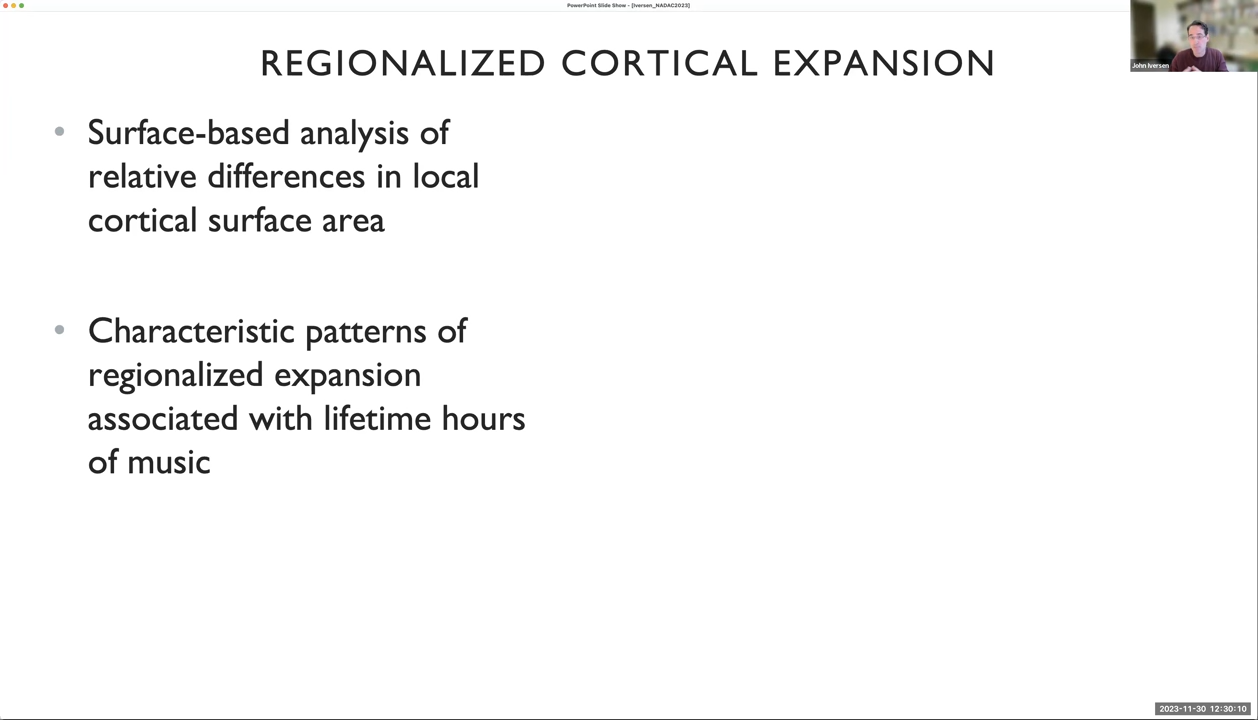 PowerPoint Slide Show - [Iversen_NADAC2023]
REGIONALIZED CORTICAL EXPANSION
John Iversen
• Surface-based analysis of
relative differences in local
cortical surface area
• Characteristic patterns of
regionalized expansion
associated with lifetime hours
of music
2023-11-30 12:30:10